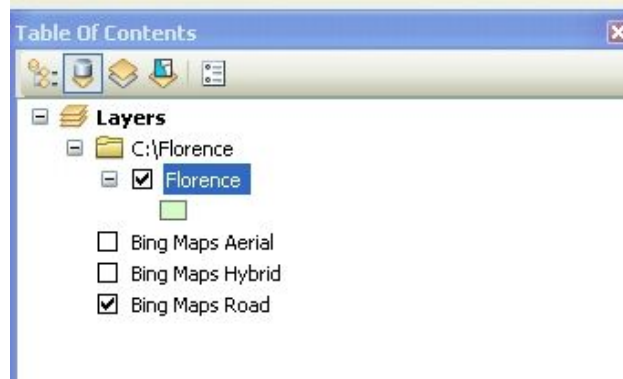 Table Of Contents
Layers
C:\Florence
Florence
Bing Maps Aerial
Bing Maps Hybrid
Bing Maps Road